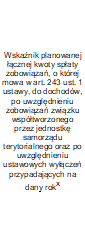 Wskaźnik planowanej
łącznej kwoty spłaty
zobowiązań, o której
mowa w art. 243 ust. 1
ustawy, do dochodów,
po uwzględnieniu
zobowiązań związku
współtworzonego
przez jednostkę
samorządu
terytorialnego oraz po
uwzględnieniu
ustawowych wyłączeń
przypadających na
dany rok x